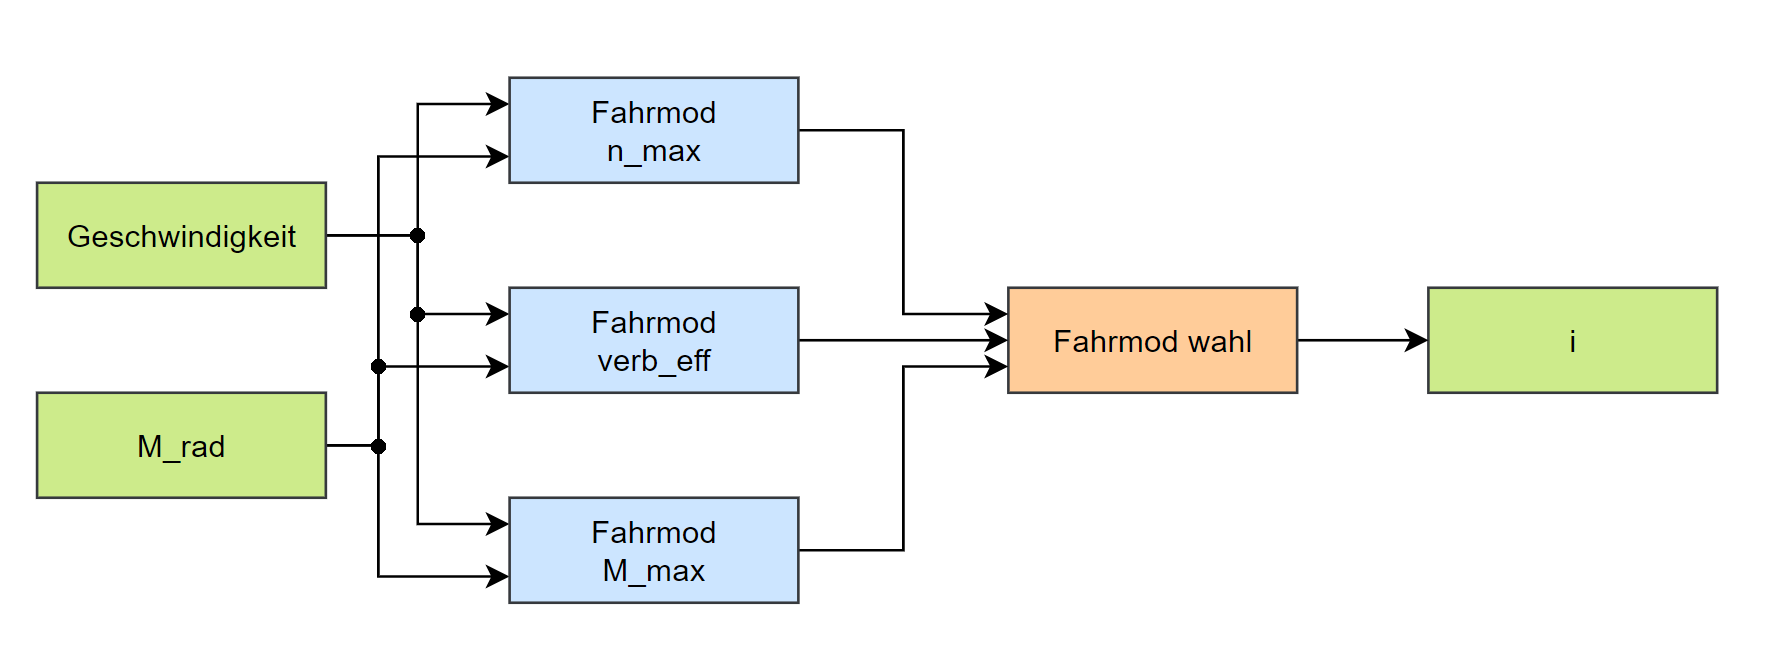 Fahrmod
n_max
Geschwindigkeit
Fahrmod
verb_eff
Fahrmod wahl
i
M_rad
Fahrmod
M_max